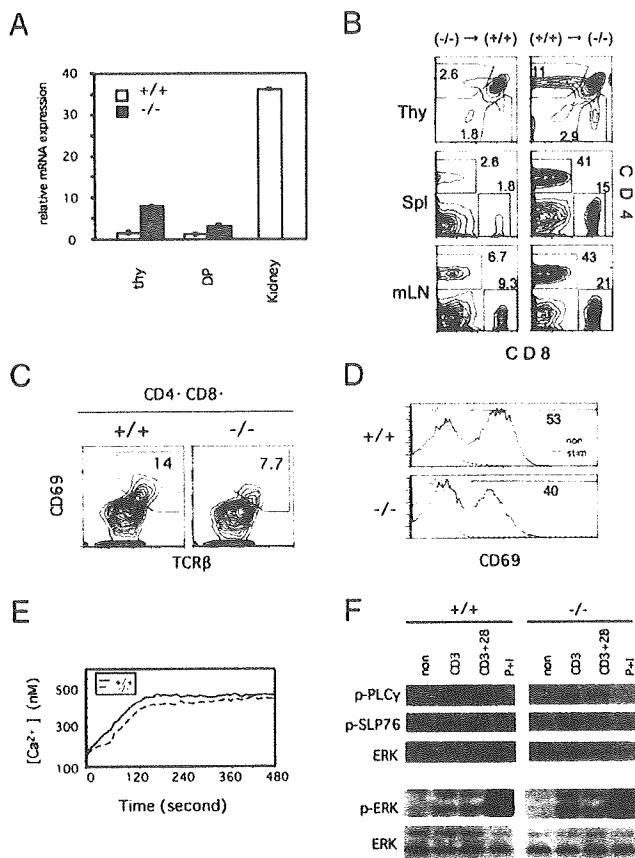 A
relative mRNA expression
40
30
20
10
0
+/+
-/-
thy
DP
Kidney
B
(-/-) → (+/+) (+/+) → (-/-)
Thy
2.6
1.8
11
2.9
Spl
2.6
1.8
41
15
mLN
6.7
9.3
43
21
CD4
CD8
C
CD4+ CD8+
+/+ -/-
CD69
14
7.7
TCRβ
D
+/+
53
non
stim
-/-
40
CD69
E
[Ca2+] (nM)
500
300
100
+/+
0 120 240 360 480
Time (second)
F
+/+ -/-
non CD3 CD3+28 P+I non CD3 CD3+28 P+I
p-PLCγ
p-SLP76
ERK
p-ERK
ERK